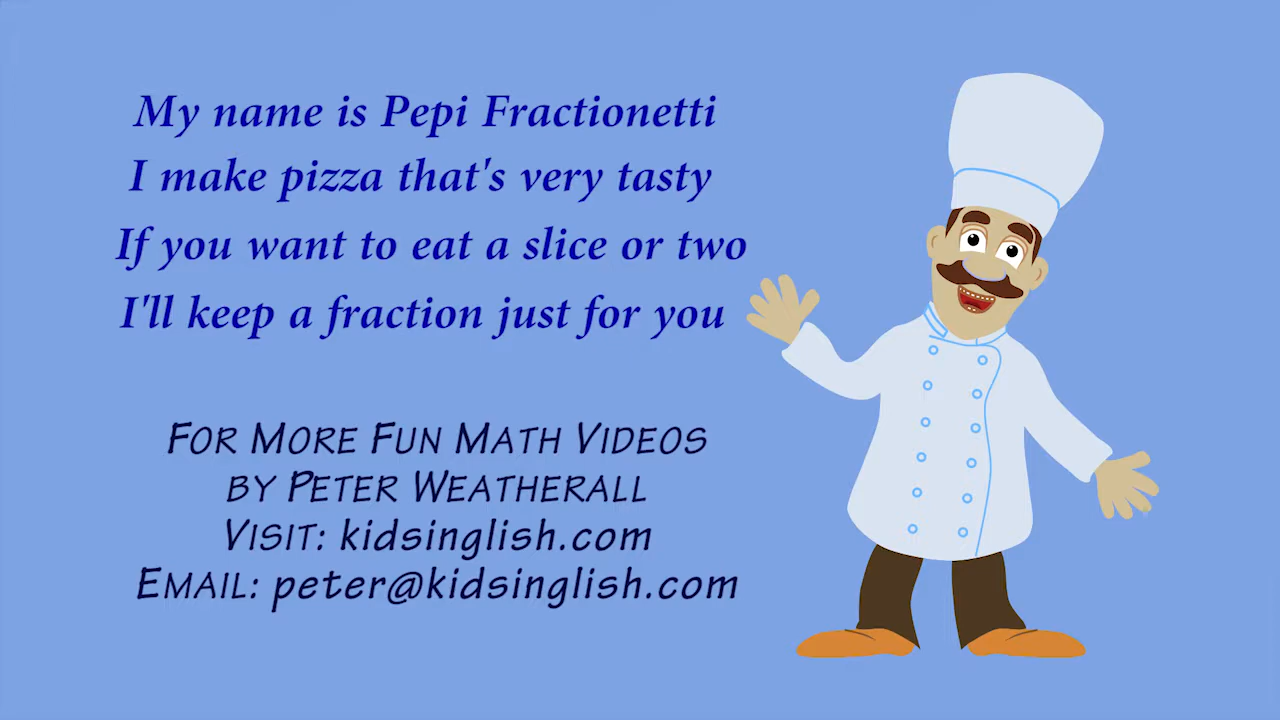 My name is Pepi Fractionetti
I make pizza that's very tasty
If you want to eat a slice or two
I'll keep a fraction just for you
FOR MORE FUN MATH VIDEOS
BY PETER WEATHERALL
VISIT: kidsinglish.com
EMAIL: peter@kidsinglish.com